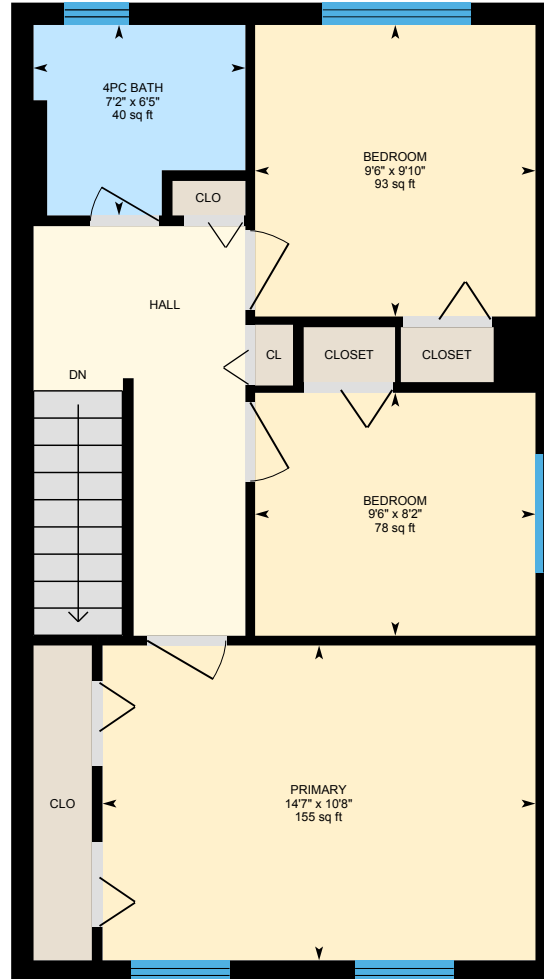 4PC BATH
7'2" x 6'5"
40 sq ft
BEDROOM
9'6" x 9'10"
93 sq ft
CLO
HALL
CL
CLOSET
CLOSET
DN
BEDROOM
9'6" x 8'2"
78 sq ft
PRIMARY
14'7" x 10'8"
155 sq ft
CLO